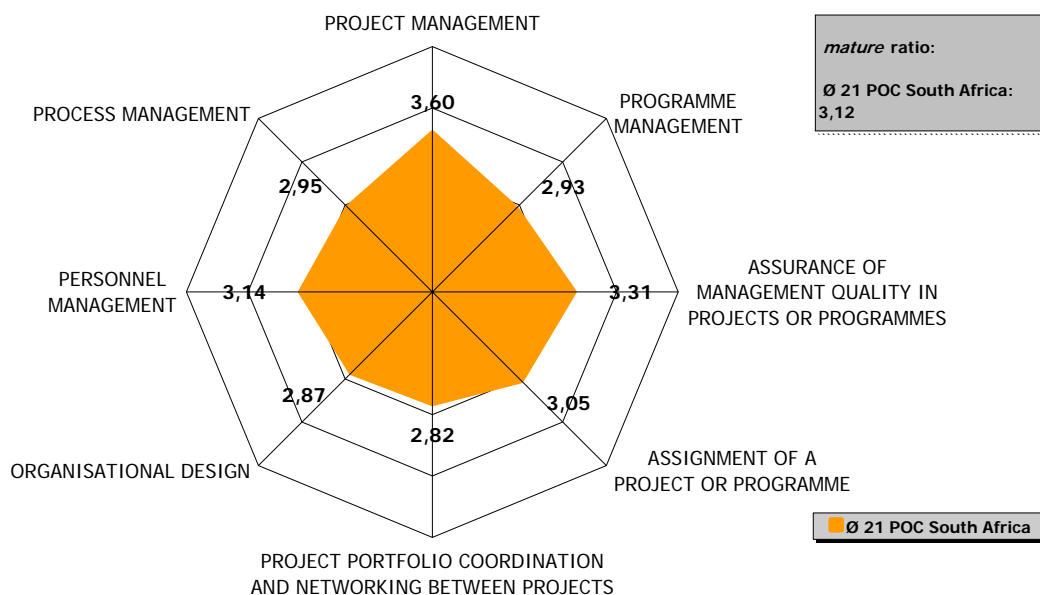 PROJECT MANAGEMENT
mature ratio:
Ø 21 POC South Africa:
3,12
PROCESS MANAGEMENT
3,60
PROGRAMME
MANAGEMENT
2,95
2,93
PERSONNEL
MANAGEMENT
3,14
3,31
ASSURANCE OF
MANAGEMENT QUALITY IN
PROJECTS OR PROGRAMMES
2,87
3,05
2,82
ORGANISATIONAL DESIGN
ASSIGNMENT OF A
PROJECT OR PROGRAMME
Ø 21 POC South Africa
PROJECT PORTFOLIO COORDINATION
AND NETWORKING BETWEEN PROJECTS